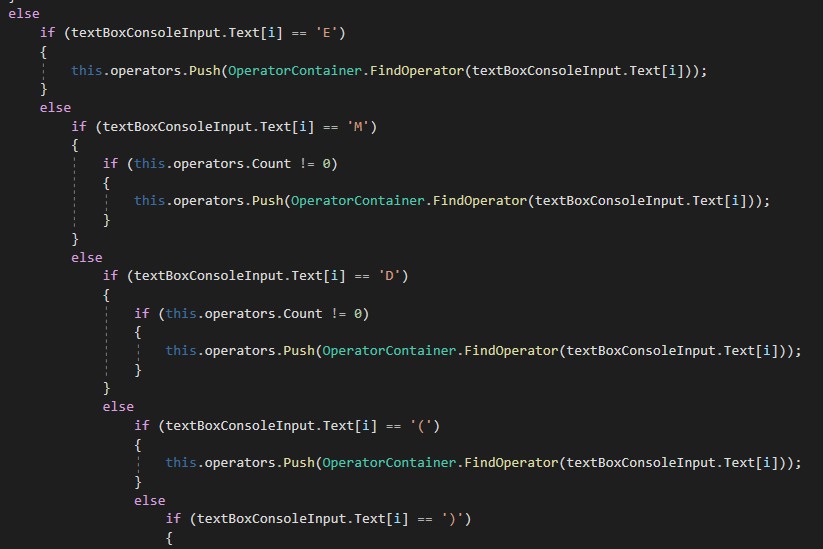 else
    if (textBoxConsoleInput.Text[i] == 'E')
    {
        this.operators.Push(OperatorContainer.FindOperator(textBoxConsoleInput.Text[i]));
    }
    else
        if (textBoxConsoleInput.Text[i] == 'M')
        {
            if (this.operators.Count != 0)
            {
                this.operators.Push(OperatorContainer.FindOperator(textBoxConsoleInput.Text[i]));
            }
        }
        else
            if (textBoxConsoleInput.Text[i] == 'D')
            {
                if (this.operators.Count != 0)
                {
                    this.operators.Push(OperatorContainer.FindOperator(textBoxConsoleInput.Text[i]));
                }
            }
            else
                if (textBoxConsoleInput.Text[i] == '(')
                {
                    this.operators.Push(OperatorContainer.FindOperator(textBoxConsoleInput.Text[i]));
                }
                else
                    if (textBoxConsoleInput.Text[i] == ')')
                    {